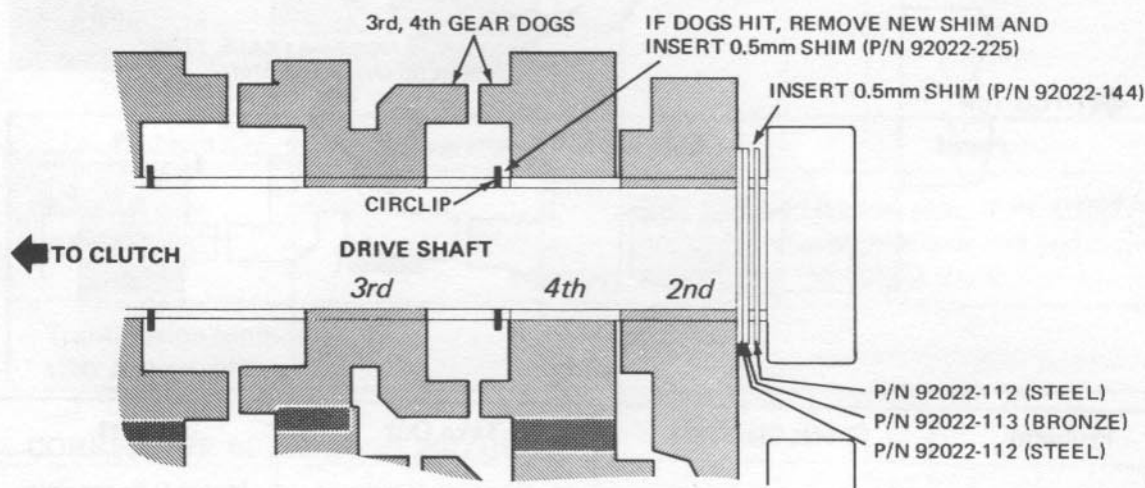 3rd, 4th GEAR DOGS
IF DOGS HIT, REMOVE NEW SHIM AND
INSERT 0.5mm SHIM (P/N 92022-225)
INSERT 0.5mm SHIM (P/N 92022-144)
CIRCLIP
TO CLUTCH
DRIVE SHAFT
3rd
4th
2nd
P/N 92022-112 (STEEL)
P/N 92022-113 (BRONZE)
P/N 92022-112 (STEEL)